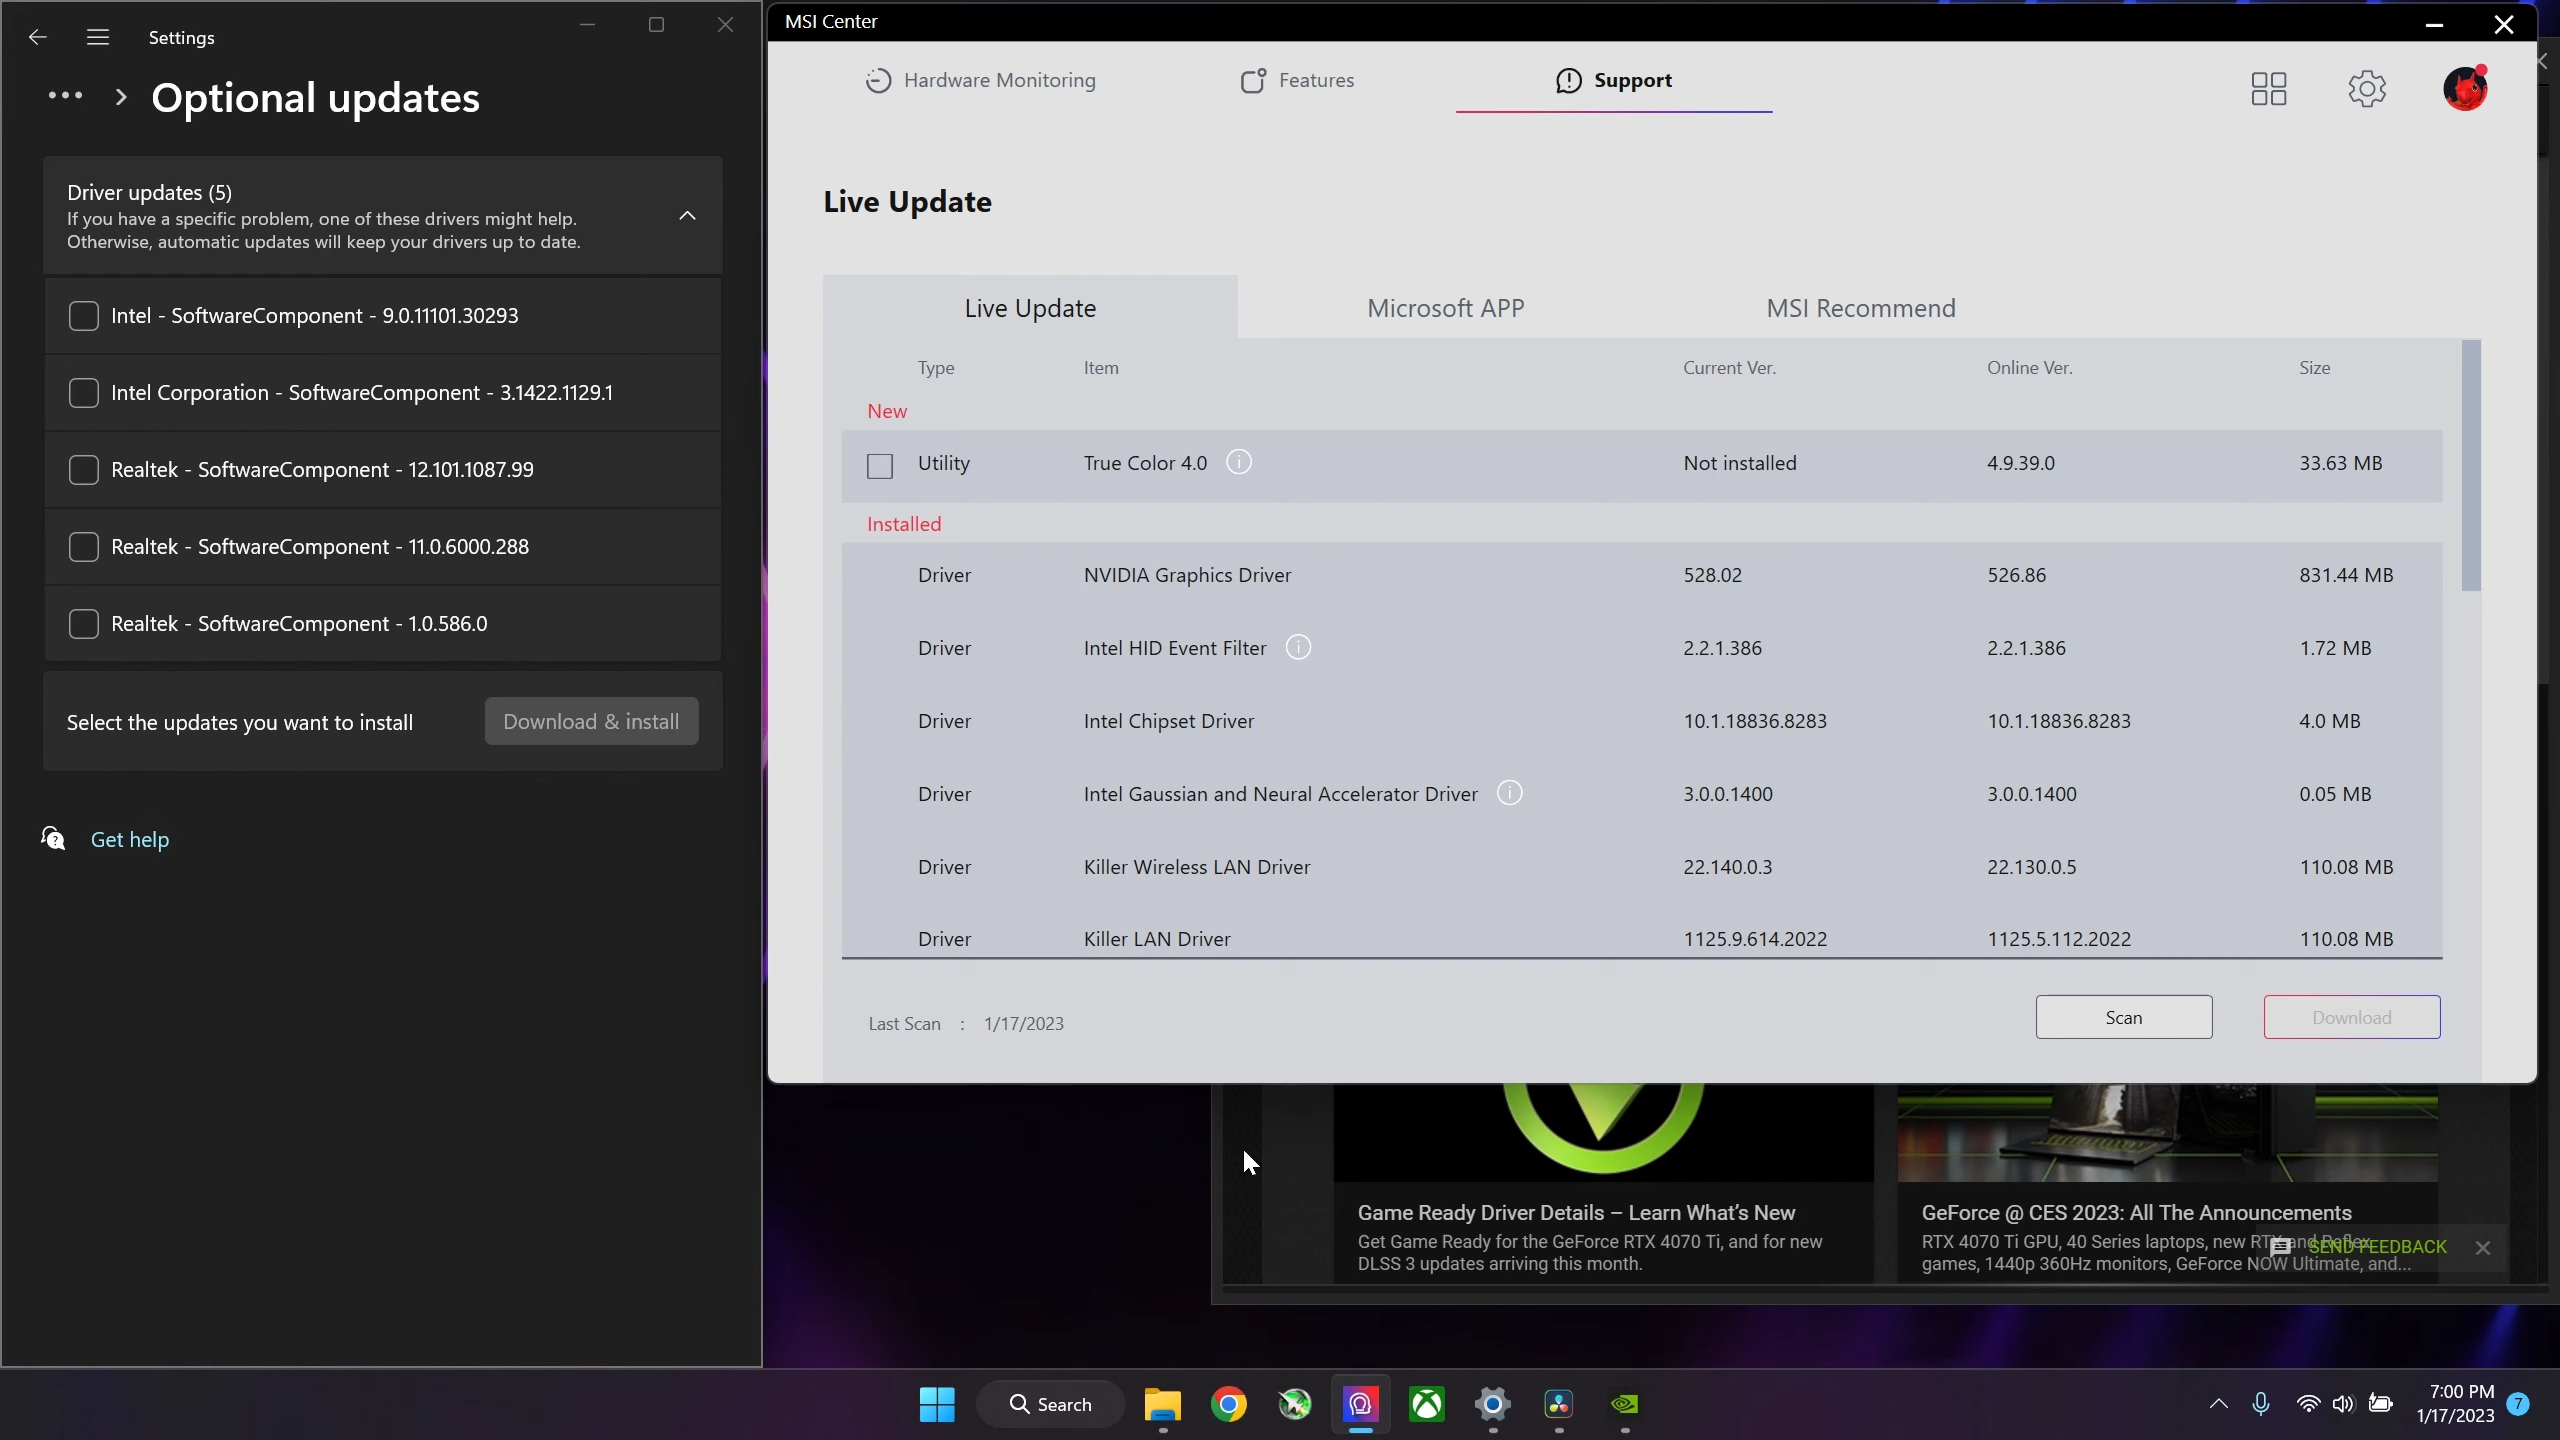 Settings
Optional updates
Driver updates (5)
If you have a specific problem, one of these drivers might help.
Otherwise, automatic updates will keep your drivers up to date.
Intel - SoftwareComponent - 9.0.11101.30293
Intel Corporation - SoftwareComponent - 3.1422.1129.1
Realtek - SoftwareComponent - 12.101.1087.99
Realtek - SoftwareComponent - 11.0.6000.288
Realtek - SoftwareComponent - 1.0.586.0
Select the updates you want to install Download & install
Get help
MSI Center
Hardware Monitoring Features Support
Live Update
Live Update Microsoft APP MSI Recommend
Type Item Current Ver. Online Ver. Size
New
Utility True Color 4.0 Not installed 4.9.39.0 33.63 MB
Installed
Driver NVIDIA Graphics Driver 528.02 526.86 831.44 MB
Driver Intel HID Event Filter 2.2.1.386 2.2.1.386 1.72 MB
Driver Intel Chipset Driver 10.1.18836.8283 10.1.18836.8283 4.0 MB
Driver Intel Gaussian and Neural Accelerator Driver 3.0.0.1400 3.0.0.1400 0.05 MB
Driver Killer Wireless LAN Driver 22.140.0.3 22.130.0.5 110.08 MB
Driver Killer LAN Driver 1125.9.614.2022 1125.5.112.2022 110.08 MB
Last Scan : 1/17/2023 Scan Download
Game Ready Driver Details – Learn What's New
Get Game Ready for the GeForce RTX 4070 Ti, and for new
DLSS 3 updates arriving this month.
GeForce @ CES 2023: All The Announcements
RTX 4070 Ti GPU, 40 Series laptops, new RTX and Reflex
SEND FEEDBACK
games, 1440p 360Hz monitors, GeForce NOW Ultimate, and...
Search
7:00 PM
1/17/2023
7